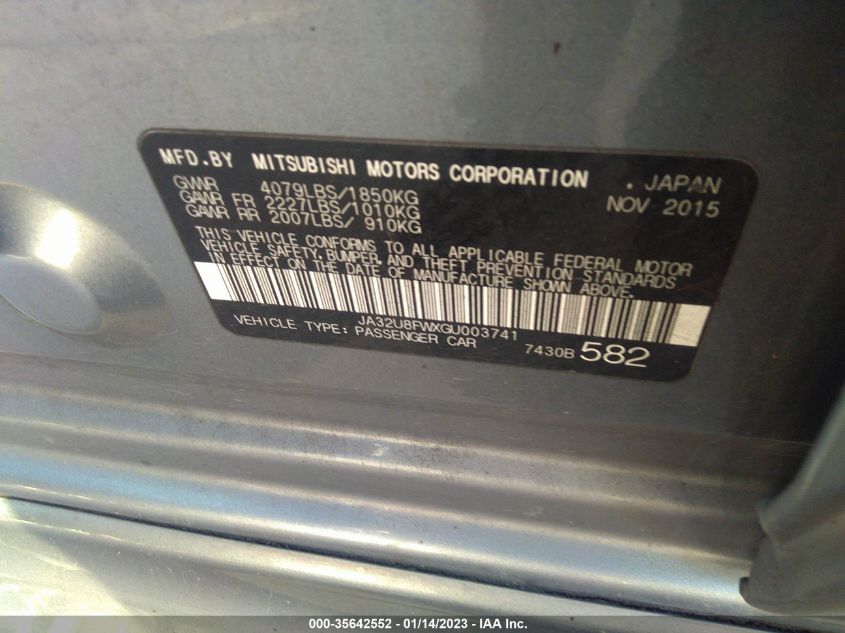 MFD.BY MITSUBISHI MOTORS CORPORATION . JAPAN
GVWR 4079LBS/1850KG NOV 2015
GAWR FR 2227LBS/1010KG
GAWR RR 2007LBS/ 910KG
THIS VEHICLE CONFORMS TO ALL APPLICABLE FEDERAL MOTOR
VEHICLE SAFETY, BUMPER, AND THEFT PREVENTION STANDARDS
IN EFFECT ON THE DATE OF MANUFACTURE SHOWN ABOVE.
JA32U8FWXGU003741
VEHICLE TYPE: PASSENGER CAR 7430B 582
000-35642552 - 01/14/2023 - IAA Inc.